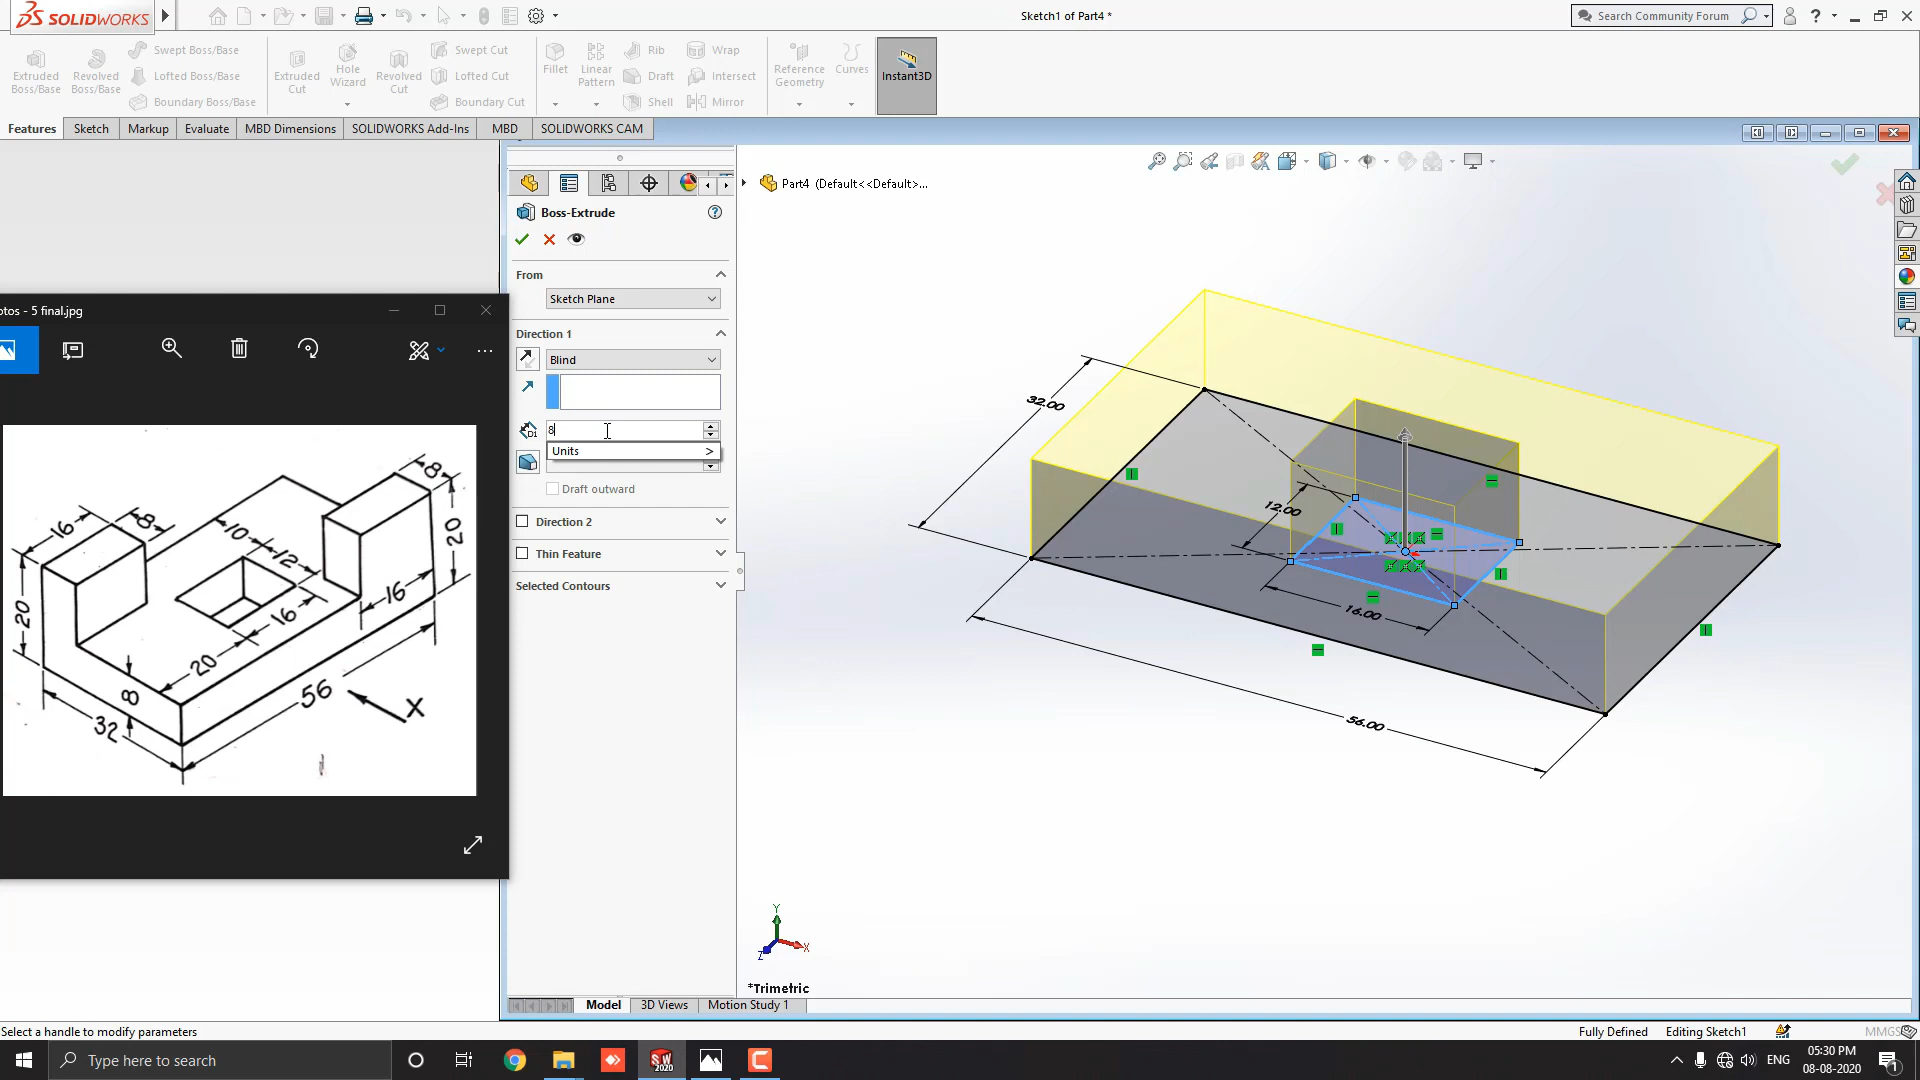 SOLIDWORKS
Sketch1 of Part4 *
Search Community Forum
Extruded Boss/Base
Revolved Boss/Base
Swept Boss/Base
Lofted Boss/Base
Boundary Boss/Base
Extruded Cut
Hole Wizard
Revolved Cut
Swept Cut
Lofted Cut
Boundary Cut
Fillet
Linear Pattern
Rib
Draft
Shell
Wrap
Intersect
Mirror
Reference Geometry
Curves
Instant3D
Features
Sketch
Markup
Evaluate
MBD Dimensions
SOLIDWORKS Add-Ins
MBD
SOLIDWORKS CAM
Part4 (Default<<Default>...
Boss-Extrude
From
Sketch Plane
Direction 1
Blind
D1
8
Units >
Draft outward
Direction 2
Thin Feature
Selected Contours
otos - 5 final.jpg
16
8
10
12
8
20
20
16
16
20
8
56
32
X
32.00
12.00
16.00
56.00
Y
X
Z
*Trimetric
Model
3D Views
Motion Study 1
Select a handle to modify parameters
Fully Defined
Editing Sketch1
MMGS
Type here to search
SW 2020
ENG
05:30 PM
08-08-2020
1